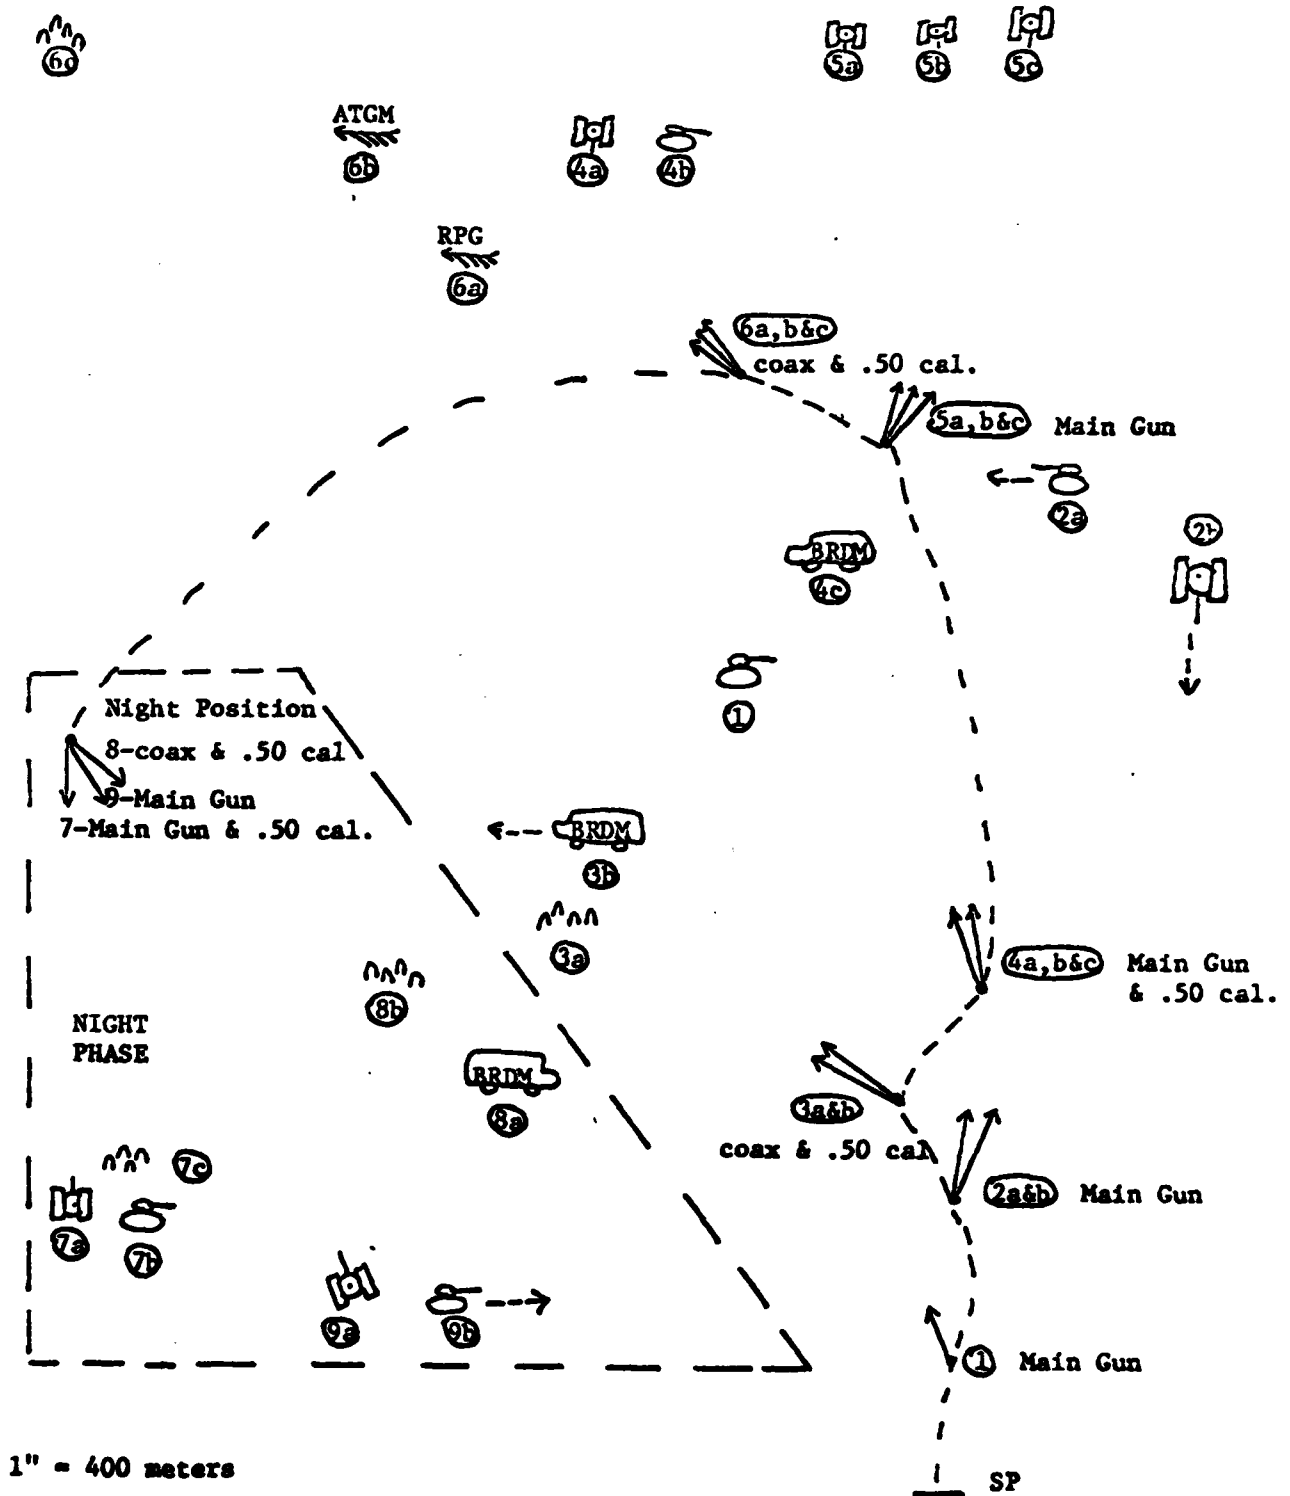 6c
5a
5b
5c
ATGM
6b
4a
4b
RPG
6a
6a,b&c
coax & .50 cal.
5a,b&c Main Gun
2a
2b
BRDM
4c
1
Night Position
8-coax & .50 cal
9-Main Gun
7-Main Gun & .50 cal.
BRDM
3b
3a
8b
4a,b&c Main Gun
& .50 cal.
NIGHT
PHASE
BRDM
8a
3a&b
coax & .50 cal
7c
2a&b Main Gun
7a
7b
9a
9b
1 Main Gun
1" = 400 meters
SP